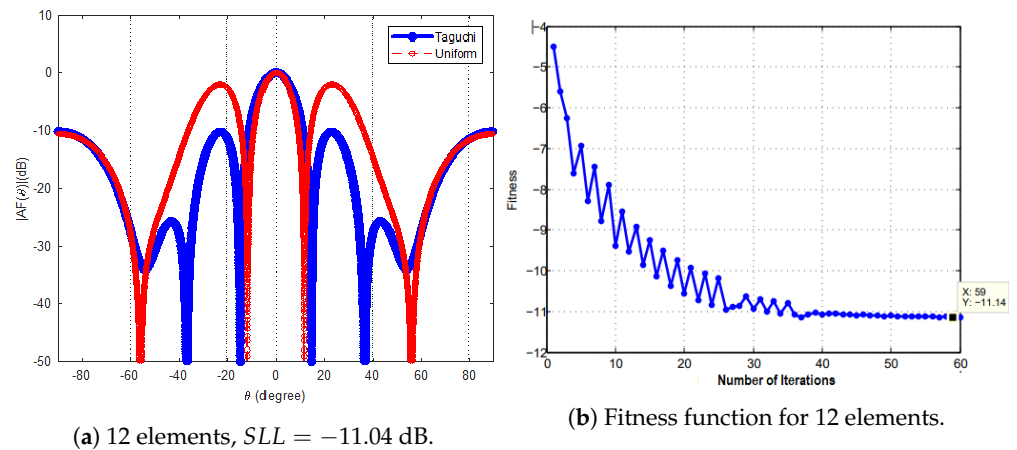 10
0
-10
-20
-30
-40
-50
|AF(θ)|(dB)
-80 -60 -40 -20 0 20 40 60 80
θ (degree)
Taguchi
Uniform
(a) 12 elements, SLL = −11.04 dB.
−4
−5
−6
−7
−8
−9
−10
−11
−12
Fitness
0 10 20 30 40 50 60
Number of Iterations
X: 59
Y: −11.14
(b) Fitness function for 12 elements.